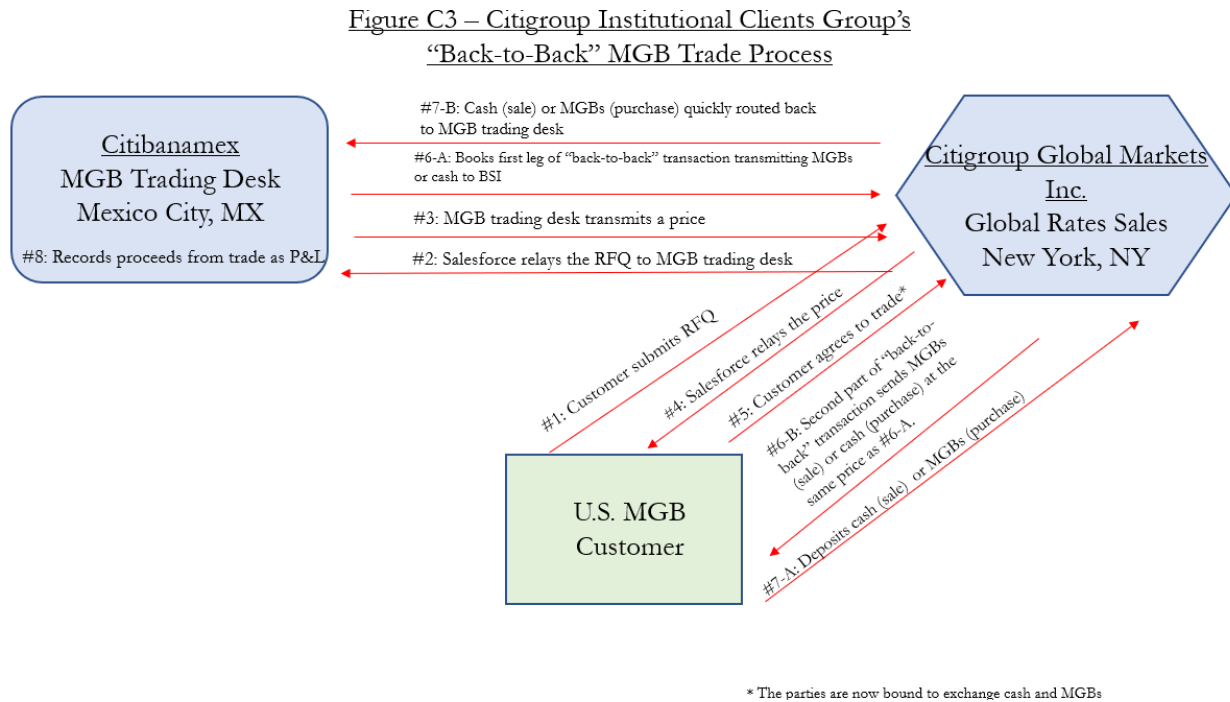 Figure C3 – Citigroup Institutional Clients Group’s
“Back-to-Back” MGB Trade Process
Citibanamex
MGB Trading Desk
Mexico City, MX
#8: Records proceeds from trade as P&L
#7-B: Cash (sale) or MGBs (purchase) quickly routed back
to MGB trading desk
#6-A: Books first leg of “back-to-back” transaction transmitting MGBs
or cash to BSI
#3: MGB trading desk transmits a price
#2: Salesforce relays the RFQ to MGB trading desk
Citigroup Global Markets
Inc.
Global Rates Sales
New York, NY
#1: Customer submits RFQ
#4: Salesforce relays the price
#5: Customer agrees to trade*
#6-B: Second part of “back-to-
back” transaction sends MGBs
(sale) or cash (purchase) at the
same price as #6-A.
#7-A: Deposits cash (sale) or MGBs (purchase)
U.S. MGB
Customer
* The parties are now bound to exchange cash and MGBs